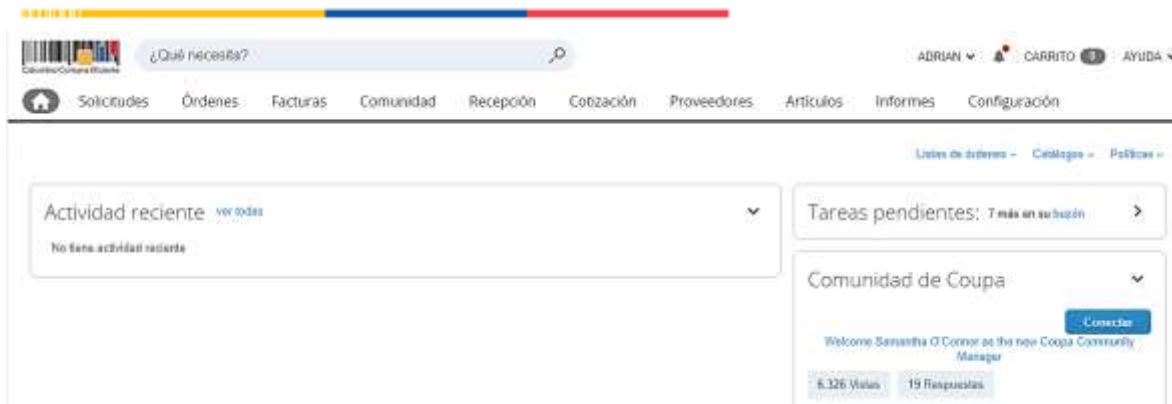 ¿Qué necesita?
ADRIAN
CARRITO
AYUDA
Solicitudes Órdenes Facturas Comunidad Recepción Cotización Proveedores Artículos Informes Configuración
Listas de órdenes Catálogos Políticas
Actividad reciente ver todas
No tiene actividad reciente
Tareas pendientes: 7 más en su buzón
Comunidad de Coupa
Conectar
Welcome Samantha O'Connor as the new Coupa Community
Manager
6.326 Vistas 19 Respuestas